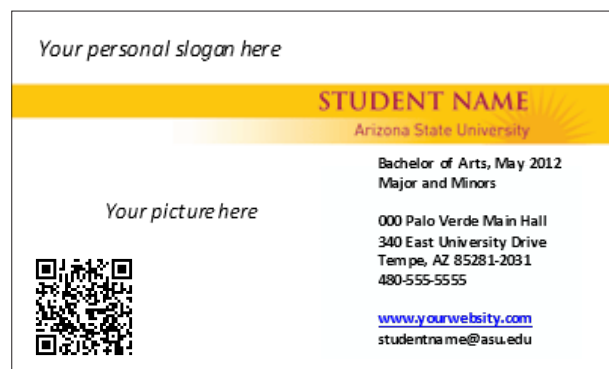 Your personal slogan here
STUDENT NAME
Arizona State University
Bachelor of Arts, May 2012
Major and Minors
Your picture here
000 Palo Verde Main Hall
340 East University Drive
Tempe, AZ 85281-2031
480-555-5555
www.yourwebsity.com
studentname@asu.edu